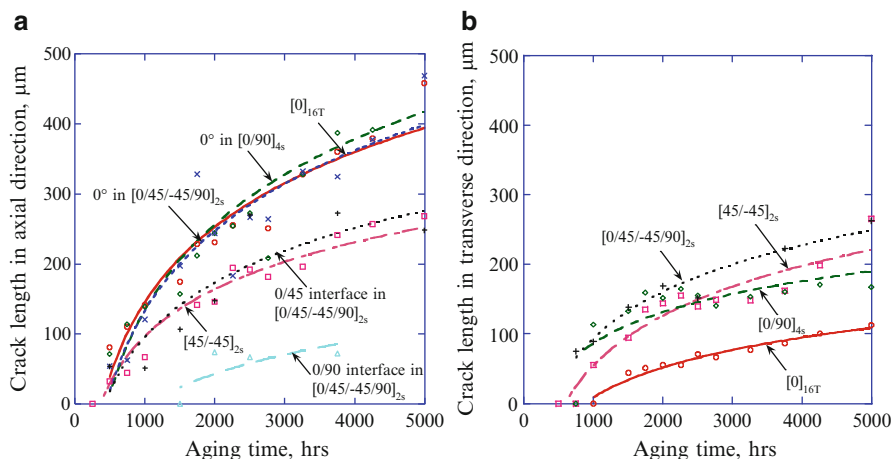 a
Crack length in axial direction, μm
500
400
300
200
100
0
0 1000 2000 3000 4000 5000
Aging time, hrs
[0]16T
0° in [0/90]4s
0° in [0/45/-45/90]2s
0/45 interface in
[0/45/-45/90]2s
[45/-45]2s
0/90 interface in
[0/45/-45/90]2s
b
Crack length in transverse direction, μm
500
400
300
200
100
0
0 1000 2000 3000 4000 5000
Aging time, hrs
[45/-45]2s
[0/45/-45/90]2s
[0/90]4s
[0]16T